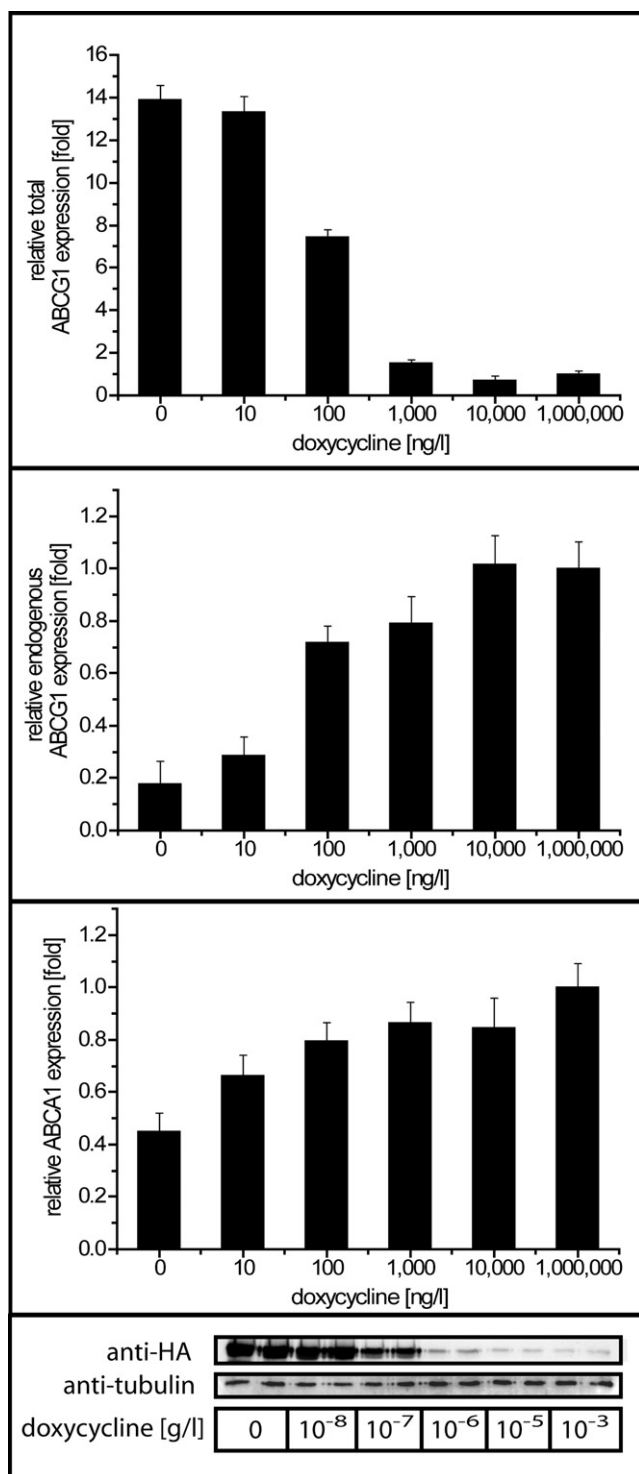 relative total
ABCG1 expression [fold]
16
14
12
10
8
6
4
2
0
0 10 100 1,000 10,000 1,000,000
doxycycline [ng/l]
relative endogenous
ABCG1 expression [fold]
1.2
1.0
0.8
0.6
0.4
0.2
0.0
0 10 100 1,000 10,000 1,000,000
doxycycline [ng/l]
relative ABCA1 expression [fold]
1.2
1.0
0.8
0.6
0.4
0.2
0.0
0 10 100 1,000 10,000 1,000,000
doxycycline [ng/l]
anti-HA
anti-tubulin
doxycycline [g/l] 0 10⁻⁸ 10⁻⁷ 10⁻⁶ 10⁻⁵ 10⁻³